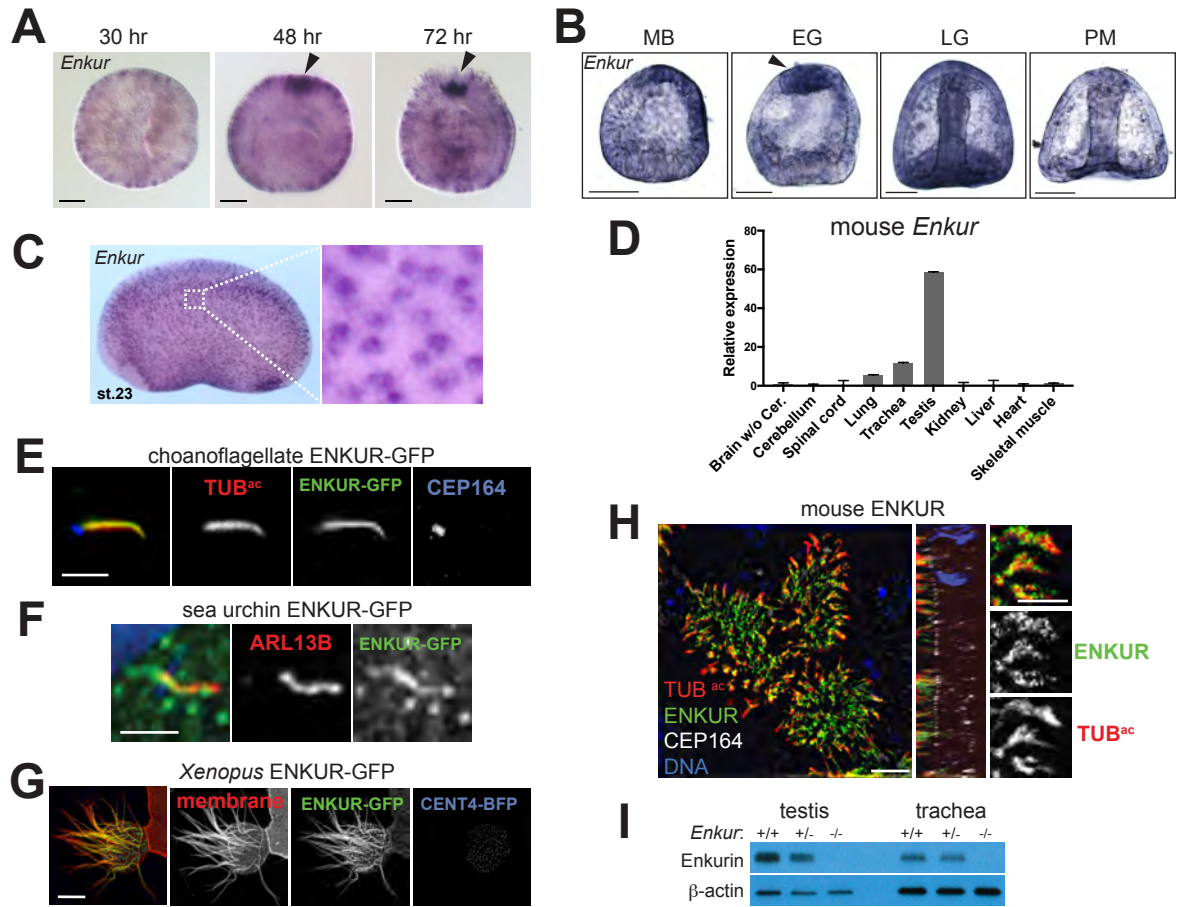 A
30 hr 48 hr 72 hr
Enkur
B
MB EG LG PM
Enkur
C
Enkur
st.23
D
mouse Enkur
Relative expression
80
60
40
20
0
Brain w/o Cer.
Cerebellum
Spinal cord
Lung
Trachea
Testis
Kidney
Liver
Heart
Skeletal muscle
E
choanoflagellate ENKUR-GFP
TUBac ENKUR-GFP CEP164
F
sea urchin ENKUR-GFP
ARL13B ENKUR-GFP
G
Xenopus ENKUR-GFP
membrane ENKUR-GFP CENT4-BFP
H
mouse ENKUR
TUB ac
ENKUR
CEP164
DNA
ENKUR
TUBac
I
testis trachea
Enkur: +/+ +/- -/- +/+ +/- -/-
Enkurin
β-actin